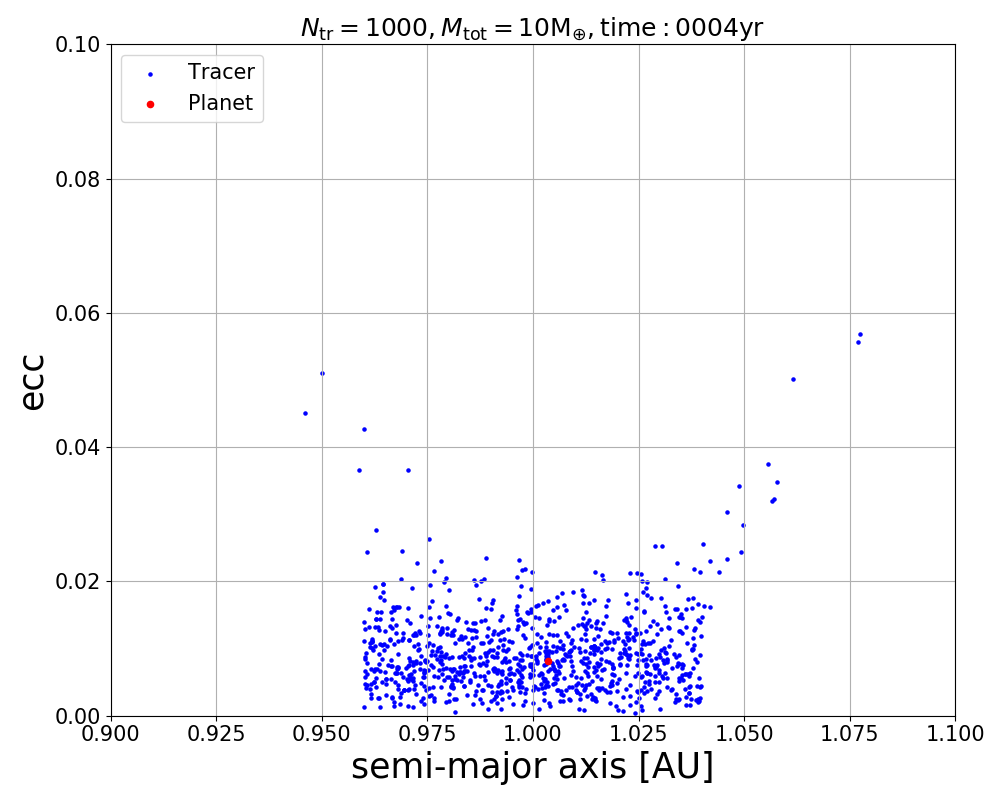 N_tr = 1000, M_tot = 10M_⊕, time : 0004yr
0.10
0.08
0.06
0.04
0.02
0.00
ecc
Tracer
Planet
0.900 0.925 0.950 0.975 1.000 1.025 1.050 1.075 1.100
semi-major axis [AU]